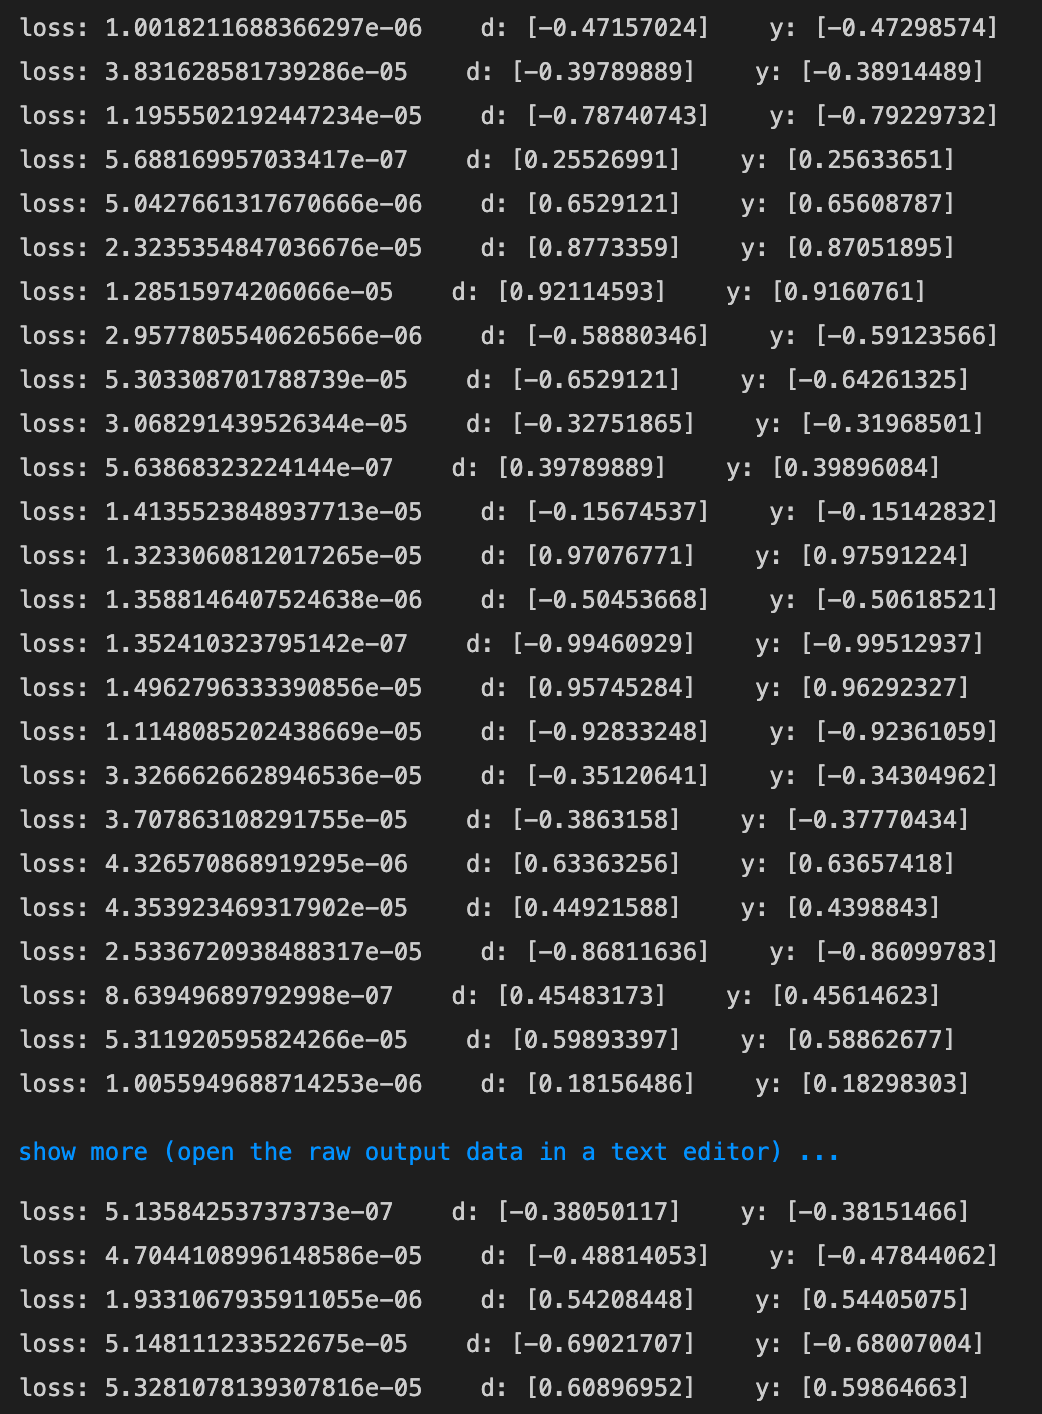 loss: 1.0018211688366297e-06    d: [-0.47157024]    y: [-0.47298574]
loss: 3.831628581739286e-05    d: [-0.39789889]    y: [-0.38914489]
loss: 1.1955502192447234e-05    d: [-0.78740743]    y: [-0.79229732]
loss: 5.688169957033417e-07    d: [0.25526991]    y: [0.25633651]
loss: 5.0427661317670666e-06    d: [0.6529121]    y: [0.65608787]
loss: 2.3235354847036676e-05    d: [0.8773359]    y: [0.87051895]
loss: 1.28515974206066e-05    d: [0.92114593]    y: [0.9160761]
loss: 2.9577805540626566e-06    d: [-0.58880346]    y: [-0.59123566]
loss: 5.303308701788739e-05    d: [-0.6529121]    y: [-0.64261325]
loss: 3.068291439526344e-05    d: [-0.32751865]    y: [-0.31968501]
loss: 5.63868323224144e-07    d: [0.39789889]    y: [0.39896084]
loss: 1.4135523848937713e-05    d: [-0.15674537]    y: [-0.15142832]
loss: 1.3233060812017265e-05    d: [0.97076771]    y: [0.97591224]
loss: 1.3588146407524638e-06    d: [-0.50453668]    y: [-0.50618521]
loss: 1.352410323795142e-07    d: [-0.99460929]    y: [-0.99512937]
loss: 1.4962796333390856e-05    d: [0.95745284]    y: [0.96292327]
loss: 1.1148085202438669e-05    d: [-0.92833248]    y: [-0.92361059]
loss: 3.3266626628946536e-05    d: [-0.35120641]    y: [-0.34304962]
loss: 3.707863108291755e-05    d: [-0.3863158]    y: [-0.37770434]
loss: 4.326570868919295e-06    d: [0.63363256]    y: [0.63657418]
loss: 4.353923469317902e-05    d: [0.44921588]    y: [0.4398843]
loss: 2.5336720938488317e-05    d: [-0.86811636]    y: [-0.86099783]
loss: 8.63949689792998e-07    d: [0.45483173]    y: [0.45614623]
loss: 5.311920595824266e-05    d: [0.59893397]    y: [0.58862677]
loss: 1.0055949688714253e-06    d: [0.18156486]    y: [0.18298303]
show more (open the raw output data in a text editor) ...
loss: 5.13584253737373e-07    d: [-0.38050117]    y: [-0.38151466]
loss: 4.7044108996148586e-05    d: [-0.48814053]    y: [-0.47844062]
loss: 1.9331067935911055e-06    d: [0.54208448]    y: [0.54405075]
loss: 5.148111233522675e-05    d: [-0.69021707]    y: [-0.68007004]
loss: 5.3281078139307816e-05    d: [0.60896952]    y: [0.59864663]